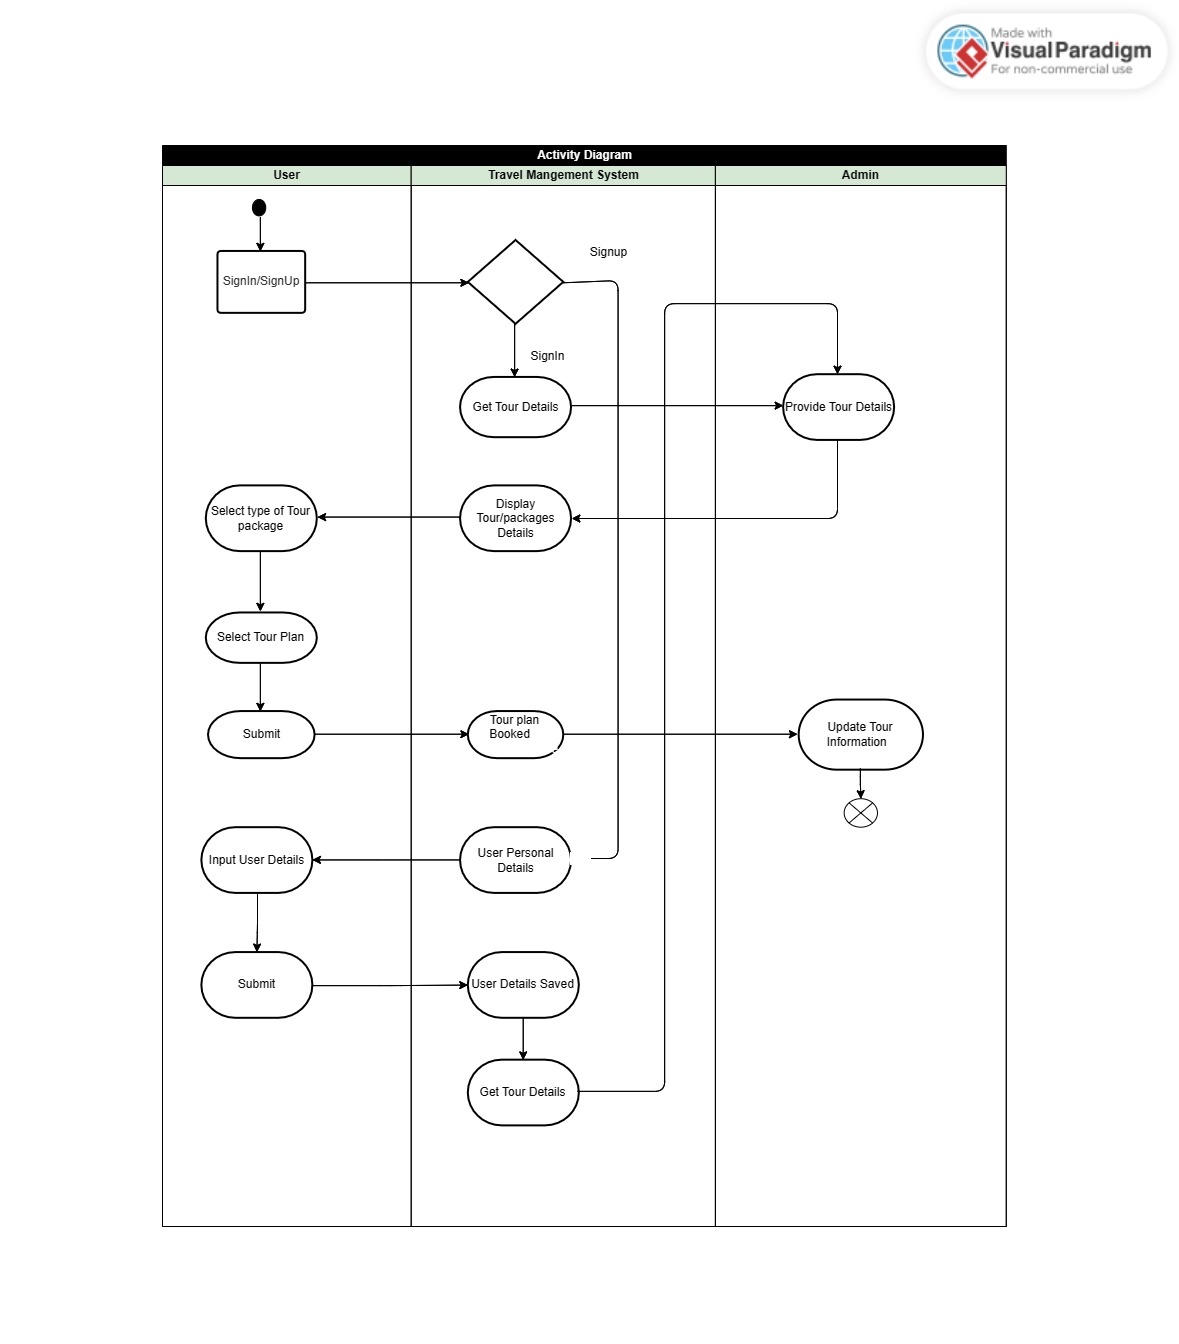 Made with
Visual Paradigm
For non-commercial use
Activity Diagram
User
Travel Mangement System
Admin
Signup
SignIn/SignUp
SignIn
Get Tour Details
Provide Tour Details
Select type of Tour
package
Display
Tour/packages
Details
Select Tour Plan
Submit
Tour plan
Booked
Update Tour
Information
Input User Details
User Personal
Details
Submit
User Details Saved
Get Tour Details